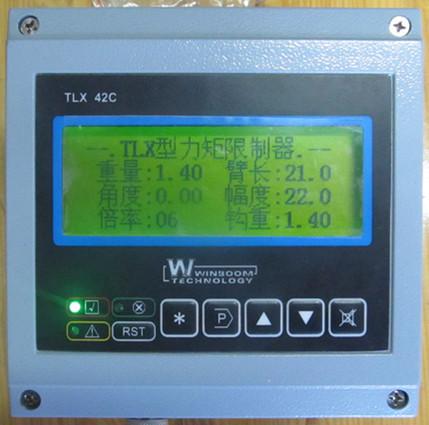 TLX 42C
--.TLX型力矩限制器.--
重量:1.40 臂长:21.0
角度:0.00 幅度:22.0
倍率:06 钩重:1.40
W WINBOOM
TECHNOLOGY
RST * P